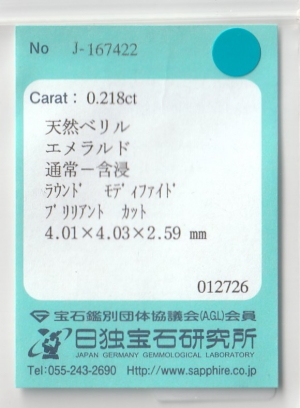 No J-167422
Carat : 0.218ct
天然ベリル
エメラルド
通常－含浸
ﾗｳﾝﾄﾞ ﾓﾃﾞｨﾌｧｲﾄﾞ
ﾌﾞﾘﾘｱﾝﾄ ｶｯﾄ
4.01×4.03×2.59 mm
012726
宝石鑑別団体協議会(AGL)会員
日独宝石研究所
JAPAN GERMANY GEMMOLOGICAL LABORATORY
Tel:055-243-2690 http://www.sapphire.co.jp